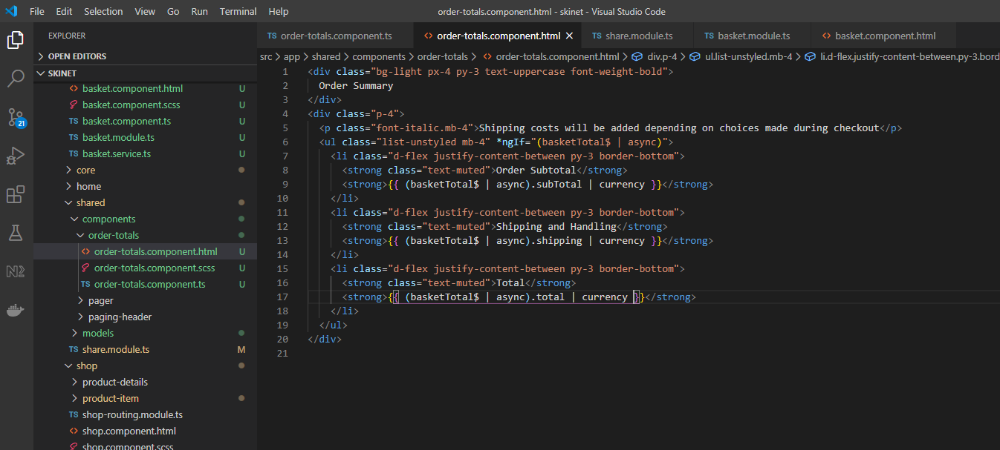 File Edit Selection View Go Run Terminal Help order-totals.component.html - skinet - Visual Studio Code
EXPLORER
OPEN EDITORS
SKINET
basket.component.html U
basket.component.scss U
basket.component.ts U
basket.module.ts U
basket.service.ts U
core
home
shared
components
order-totals
order-totals.component.html U
order-totals.component.scss U
order-totals.component.ts U
pager
paging-header
models
share.module.ts M
shop
product-details
product-item
shop-routing.module.ts
shop.component.html
shop.component.scss
21
order-totals.component.ts order-totals.component.html share.module.ts basket.module.ts basket.component.html
src > app > shared > components > order-totals > order-totals.component.html > div.p-4 > ul.list-unstyled.mb-4 > li.d-flex.justify-content-between.py-3.bord
1 <div class="bg-light px-4 py-3 text-uppercase font-weight-bold">
2 Order Summary
3 </div>
4 <div class="p-4">
5 <p class="font-italic.mb-4">Shipping costs will be added depending on choices made during checkout</p>
6 <ul class="list-unstyled mb-4" *ngIf="(basketTotal$ | async)">
7 <li class="d-flex justify-content-between py-3 border-bottom">
8 <strong class="text-muted">Order Subtotal</strong>
9 <strong>{{ (basketTotal$ | async).subTotal | currency }}</strong>
10 </li>
11 <li class="d-flex justify-content-between py-3 border-bottom">
12 <strong class="text-muted">Shipping and Handling</strong>
13 <strong>{{ (basketTotal$ | async).shipping | currency }}</strong>
14 </li>
15 <li class="d-flex justify-content-between py-3 border-bottom">
16 <strong class="text-muted">Total</strong>
17 <strong>{{ (basketTotal$ | async).total | currency }}</strong>
18 </li>
19 </ul>
20 </div>
21